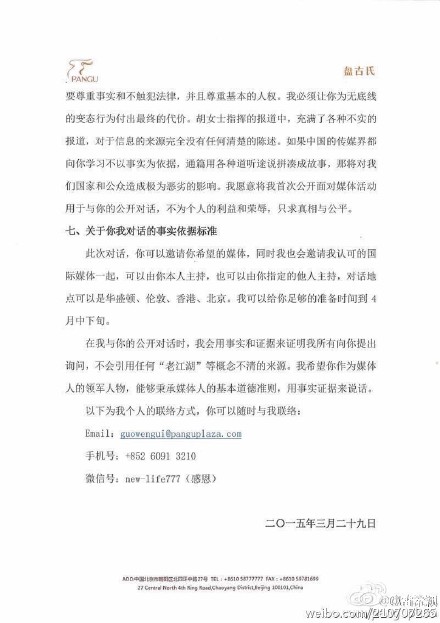 PANGU
盘古氏
要尊重事实和不触犯法律，并且尊重基本的人权。我必须让你为无底线
的变态行为付出最终的代价。胡女士指挥的报道中，充满了各种不实的
报道，对于信息的来源完全没有任何清楚的陈述。如果中国的传媒界都
向你学习不以事实为依据，通篇用各种道听途说拼凑成故事，那将对我
们国家和公众造成极为恶劣的影响。我愿意将我首次公开面对媒体活动
用于与你的公开对话，不为个人的利益和荣辱，只求真相与公平。
七、关于你我对话的事实依据标准
此次对话，你可以邀请你希望的媒体，同时我也会邀请我认可的国
际媒体一起，可以由你本人主持，也可以由你指定的他人主持，对话地
点可以是华盛顿、伦敦、香港、北京。我可以给你足够的准备时间到 4
月中下旬。
在我与你的公开对话时，我会用事实和证据来证明我所有向你提出
询问，不会引用任何“老江湖”等概念不清的来源。我希望你作为媒体
人的领军人物，能够秉承媒体人的基本道德准则，用事实证据来说话。
以下为我个人的联络方式，你可以随时与我联络：
Email: guowengui@panguplaza.com
手机号：+852 6091 3210
微信号：new-life777（感恩）
二〇一五年三月二十九日
ADD:中国北京市朝阳区北四环中路27号 TEL：+8610 59777777 FAX：+8610 59781696
27 Central North 4th Ring Road,Chaoyang District,Beijing 100101,China
weibo.com/210707265